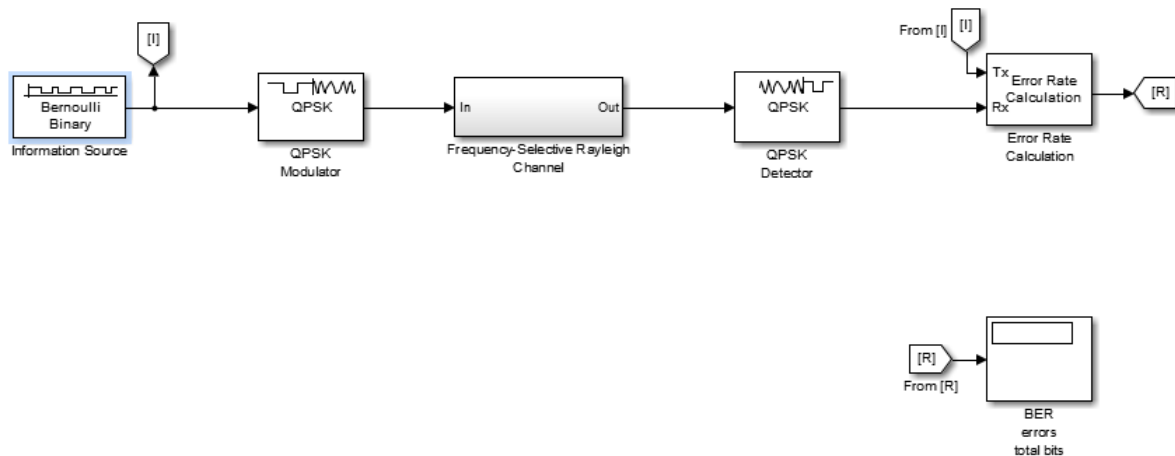 [I]
From [I]
[I]
Bernoulli
Binary
Information Source
QPSK
QPSK
Modulator
In
Out
Frequency-Selective Rayleigh
Channel
QPSK
QPSK
Detector
Tx
Rx
Error Rate
Calculation
Error Rate
Calculation
[R]
[R]
From [R]
BER
errors
total bits